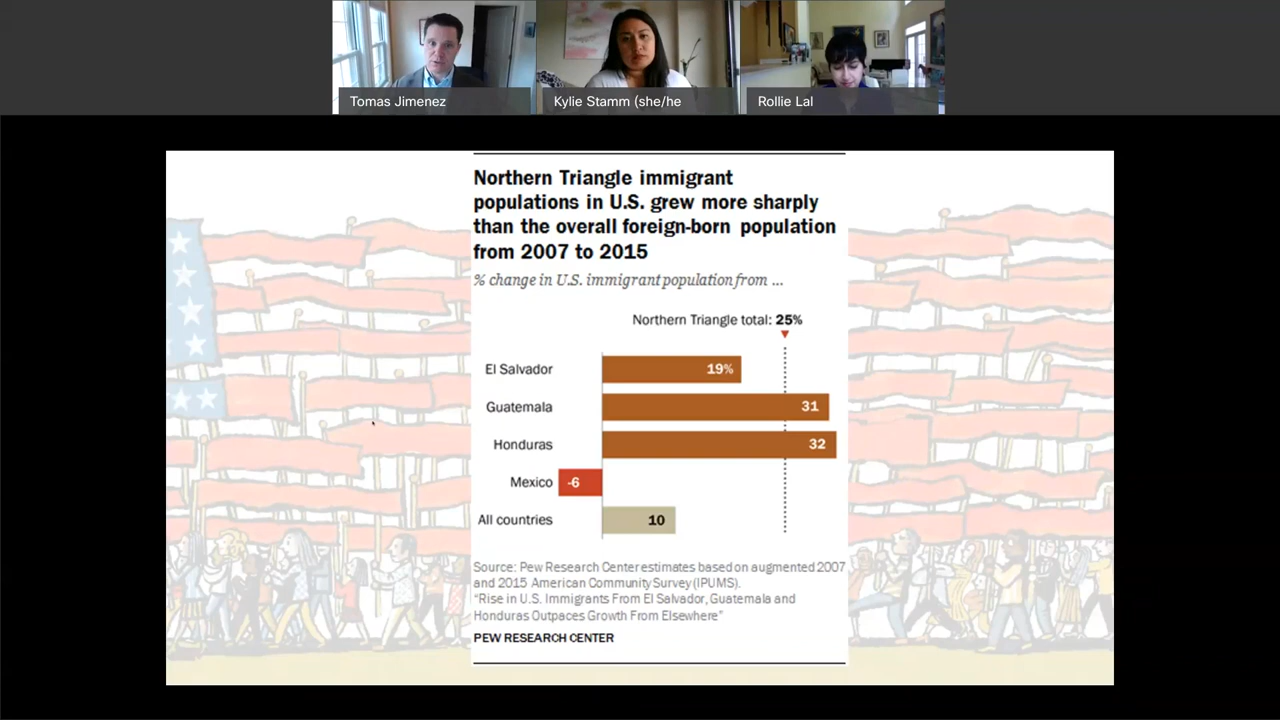 Tomas Jimenez
Kylie Stamm (she/he
Rollie Lal
Northern Triangle immigrant
populations in U.S. grew more sharply
than the overall foreign-born population
from 2007 to 2015
% change in U.S. immigrant population from ...
Northern Triangle total: 25%
El Salvador 19%
Guatemala 31
Honduras 32
Mexico -6
All countries 10
Source: Pew Research Center estimates based on augmented 2007
and 2015 American Community Survey (IPUMS).
“Rise in U.S. Immigrants From El Salvador, Guatemala and
Honduras Outpaces Growth From Elsewhere”
PEW RESEARCH CENTER